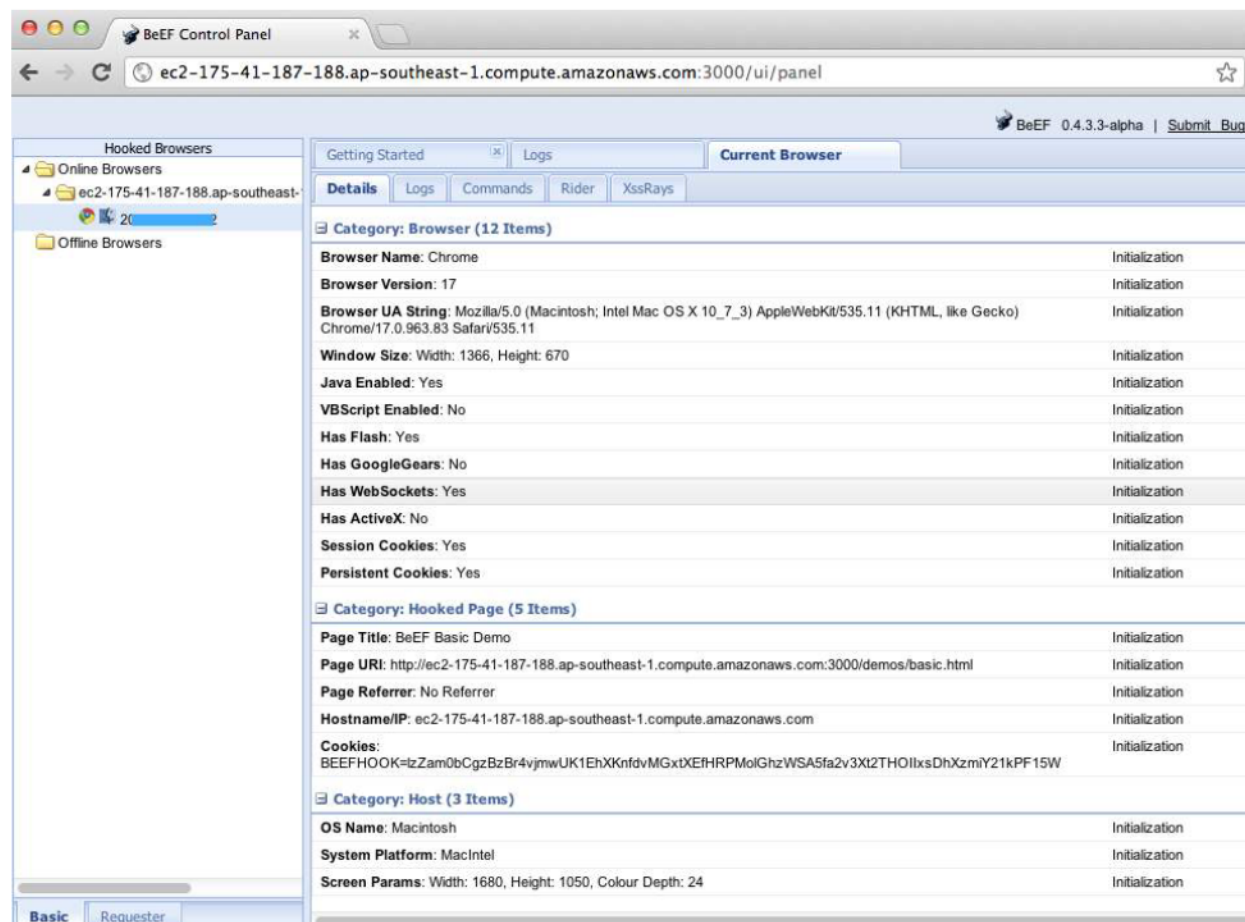 BeEF Control Panel
ec2-175-41-187-188.ap-southeast-1.compute.amazonaws.com:3000/ui/panel
BeEF 0.4.3.3-alpha | Submit Bug
Hooked Browsers
Online Browsers
ec2-175-41-187-188.ap-southeast-
20 2
Offline Browsers
Getting Started Logs Current Browser
Details Logs Commands Rider XssRays
Category: Browser (12 Items)
Browser Name: Chrome Initialization
Browser Version: 17 Initialization
Browser UA String: Mozilla/5.0 (Macintosh; Intel Mac OS X 10_7_3) AppleWebKit/535.11 (KHTML, like Gecko) Initialization
Chrome/17.0.963.83 Safari/535.11
Window Size: Width: 1366, Height: 670 Initialization
Java Enabled: Yes Initialization
VBScript Enabled: No Initialization
Has Flash: Yes Initialization
Has GoogleGears: No Initialization
Has WebSockets: Yes Initialization
Has ActiveX: No Initialization
Session Cookies: Yes Initialization
Persistent Cookies: Yes Initialization
Category: Hooked Page (5 Items)
Page Title: BeEF Basic Demo Initialization
Page URI: http://ec2-175-41-187-188.ap-southeast-1.compute.amazonaws.com:3000/demos/basic.html Initialization
Page Referrer: No Referrer Initialization
Hostname/IP: ec2-175-41-187-188.ap-southeast-1.compute.amazonaws.com Initialization
Cookies: Initialization
Category: Host (3 Items)
OS Name: Macintosh Initialization
System Platform: MacIntel Initialization
Screen Params: Width: 1680, Height: 1050, Colour Depth: 24 Initialization
Basic Requester